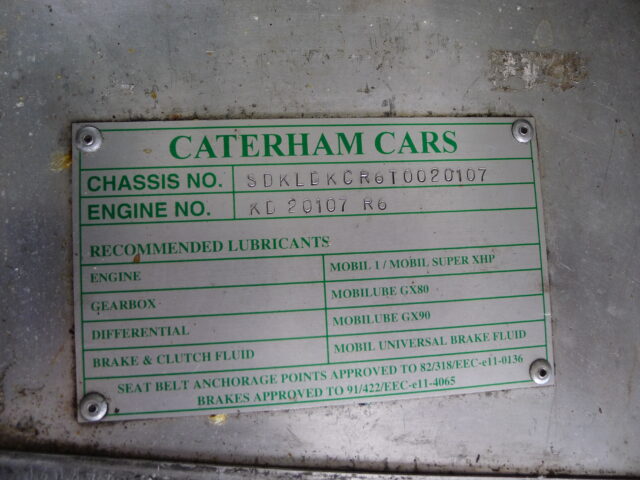 CATERHAM CARS
CHASSIS NO. SDKLDKCR6T0020107
ENGINE NO. KD 20107 R6
RECOMMENDED LUBRICANTS
ENGINE MOBIL 1 / MOBIL SUPER XHP
GEARBOX MOBILUBE GX80
DIFFERENTIAL MOBILUBE GX90
BRAKE & CLUTCH FLUID MOBIL UNIVERSAL BRAKE FLUID
SEAT BELT ANCHORAGE POINTS APPROVED TO 82/318/EEC-e11-0136
BRAKES APPROVED TO 91/422/EEC-e11-4065